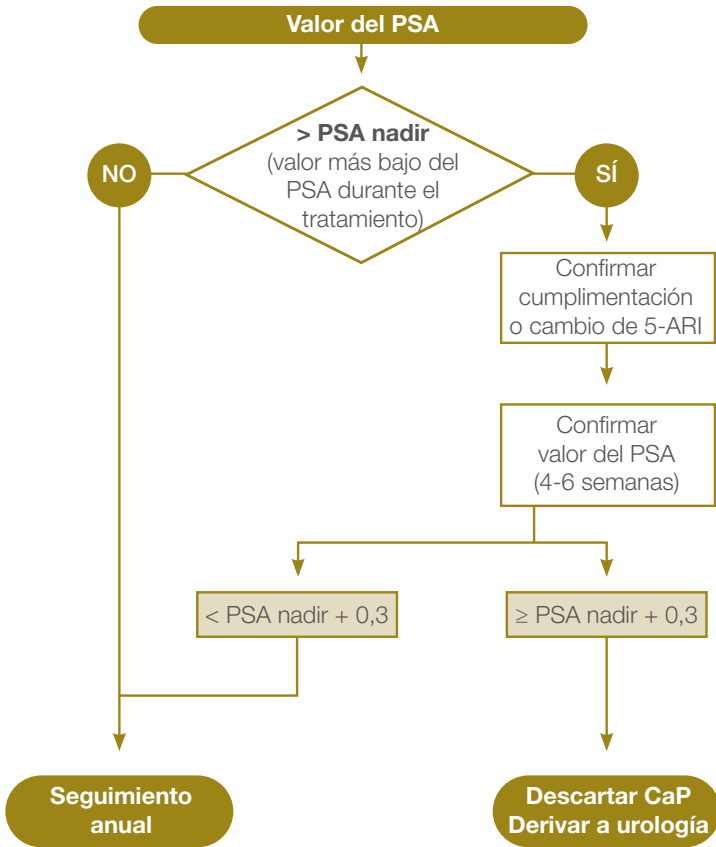 Valor del PSA
> PSA nadir
(valor más bajo del
PSA durante el
tratamiento)
NO
SÍ
Confirmar
cumplimentación
o cambio de 5-ARI
Confirmar
valor del PSA
(4-6 semanas)
< PSA nadir + 0,3
≥ PSA nadir + 0,3
Seguimiento
anual
Descartar CaP
Derivar a urología